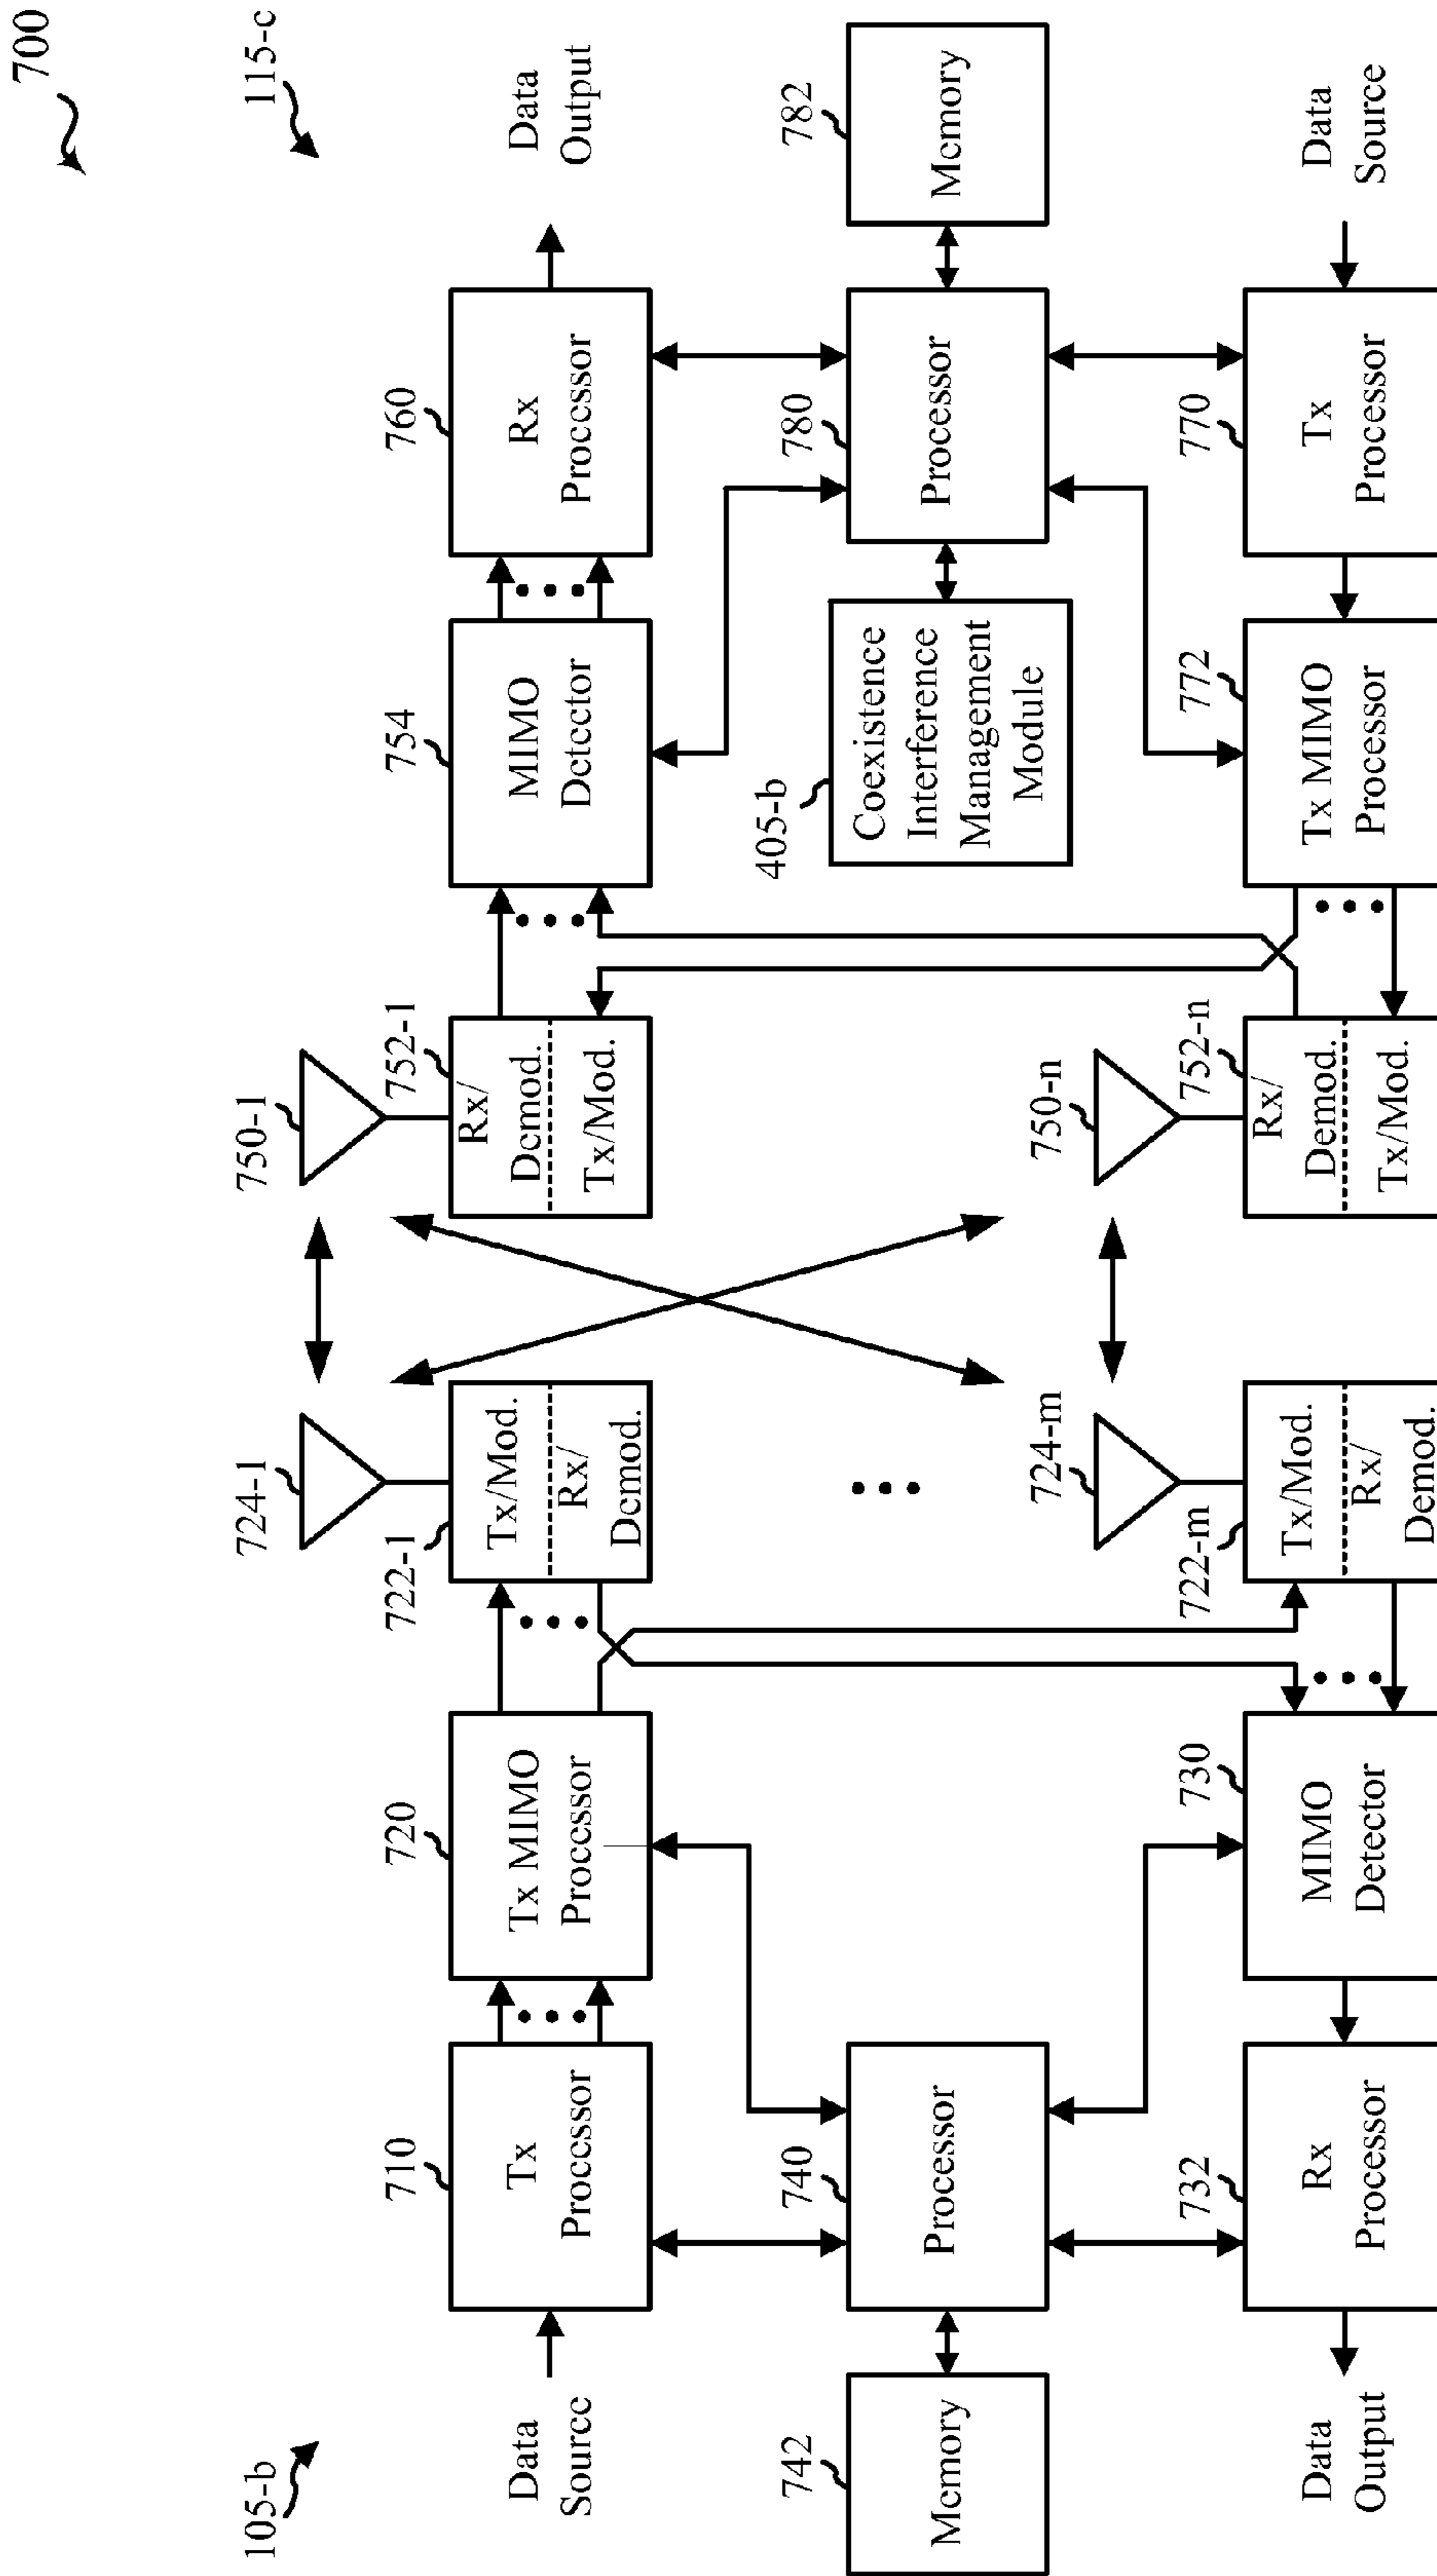 700
105-b
115-c
724-1
750-1
710
720
722-1
752-1
754
760
Data
Source
Tx
Processor
Tx MIMO
Processor
Tx/Mod.
Rx/
Demod.
Rx/
Demod.
Tx/Mod.
MIMO
Detector
Rx
Processor
Data
Output
742
740
405-b
780
782
Memory
Processor
Coexistence
Interference
Management
Module
Processor
Memory
724-m
750-n
732
730
722-m
752-n
772
770
Data
Output
Rx
Processor
MIMO
Detector
Tx/Mod.
Rx/
Demod.
Rx/
Demod.
Tx/Mod.
Tx MIMO
Processor
Tx
Processor
Data
Source